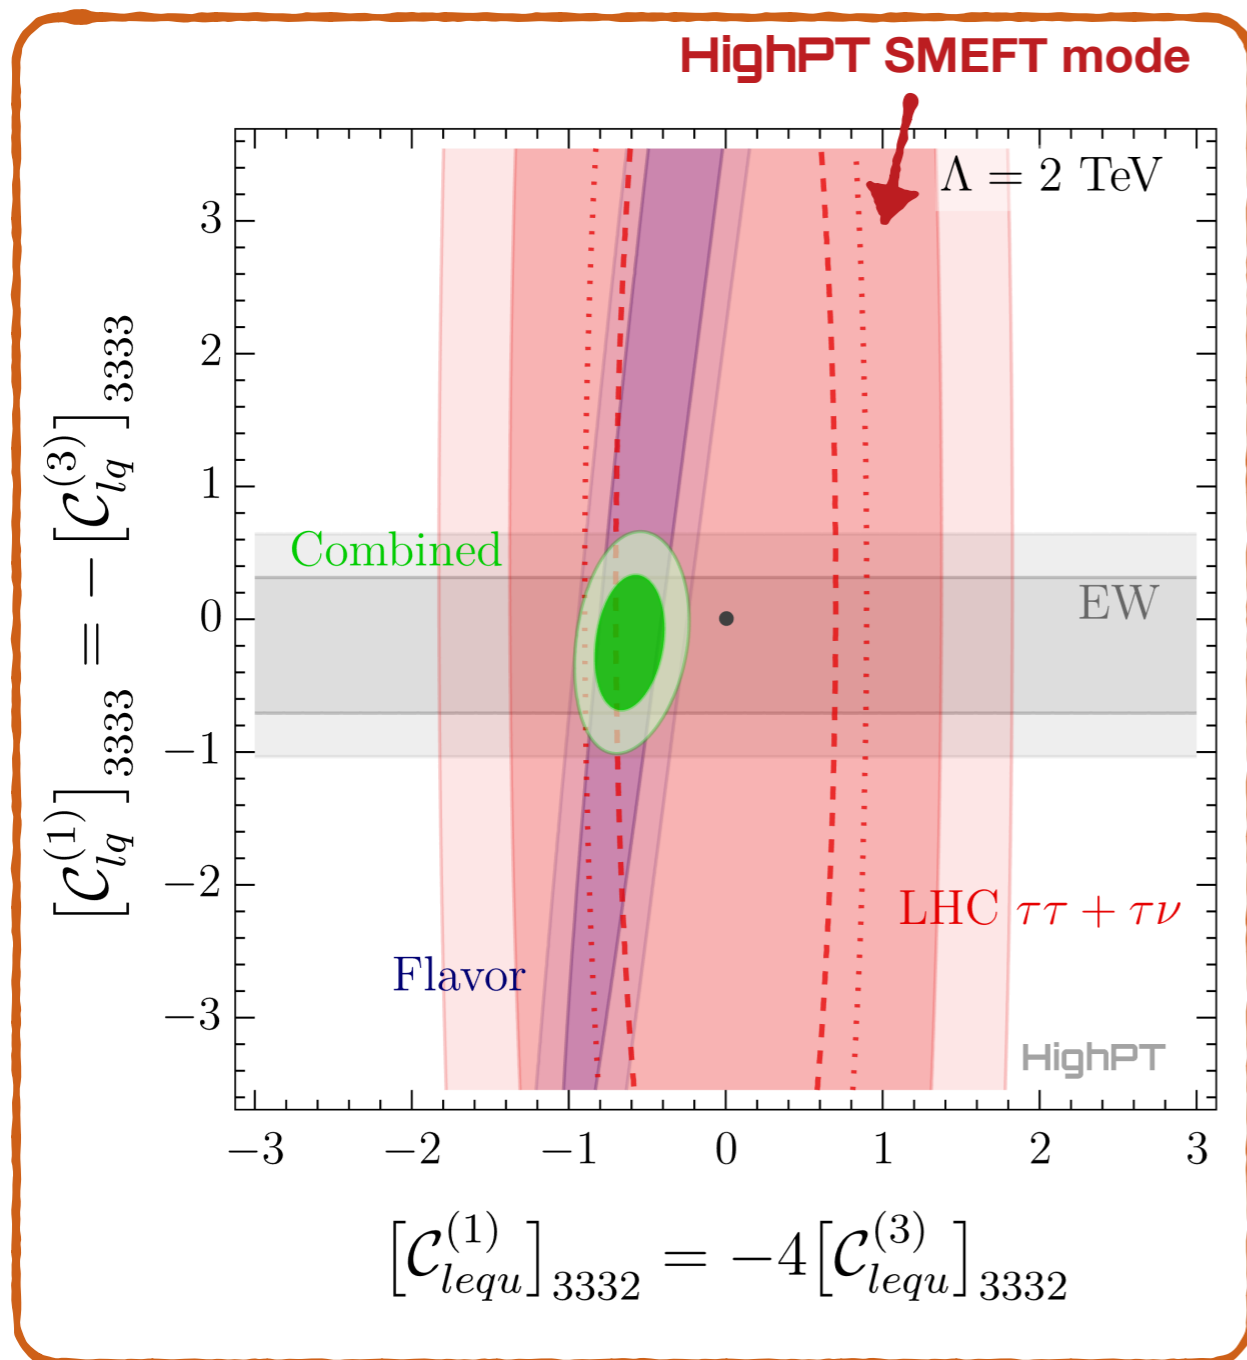 HighPT SMEFT mode
Λ = 2 TeV
3
2
1
0
−1
−2
−3
Combined
EW
LHC ττ + τν
Flavor
HighPT
[𝒞_{lq}^{(1)}]_{3333} = −[𝒞_{lq}^{(3)}]_{3333}
−3 −2 −1 0 1 2 3
[𝒞_{lequ}^{(1)}]_{3332} = −4[𝒞_{lequ}^{(3)}]_{3332}